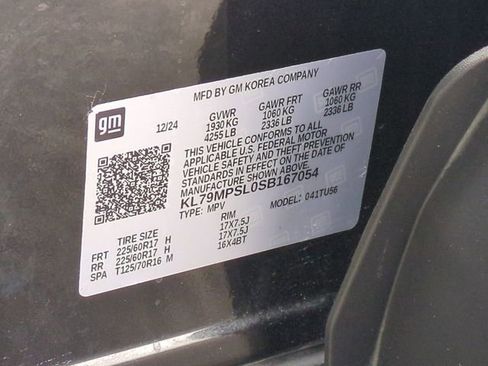 MFD BY GM KOREA COMPANY
gm
12/24
GVWR GAWR FRT GAWR RR
1930 KG 1060 KG 1060 KG
4255 LB 2336 LB 2336 LB
THIS VEHICLE CONFORMS TO ALL
APPLICABLE U.S. FEDERAL MOTOR
VEHICLE SAFETY AND THEFT PREVENTION
STANDARDS IN EFFECT ON THE DATE OF
MANUFACTURE SHOWN ABOVE.
KL79MPSL0SB167054
TYPE: MPV MODEL: 041TU56
TIRE SIZE RIM
FRT 225/60R17 H 17X7.5J
RR 225/60R17 H 17X7.5J
SPA T125/70R16 M 16X4BT